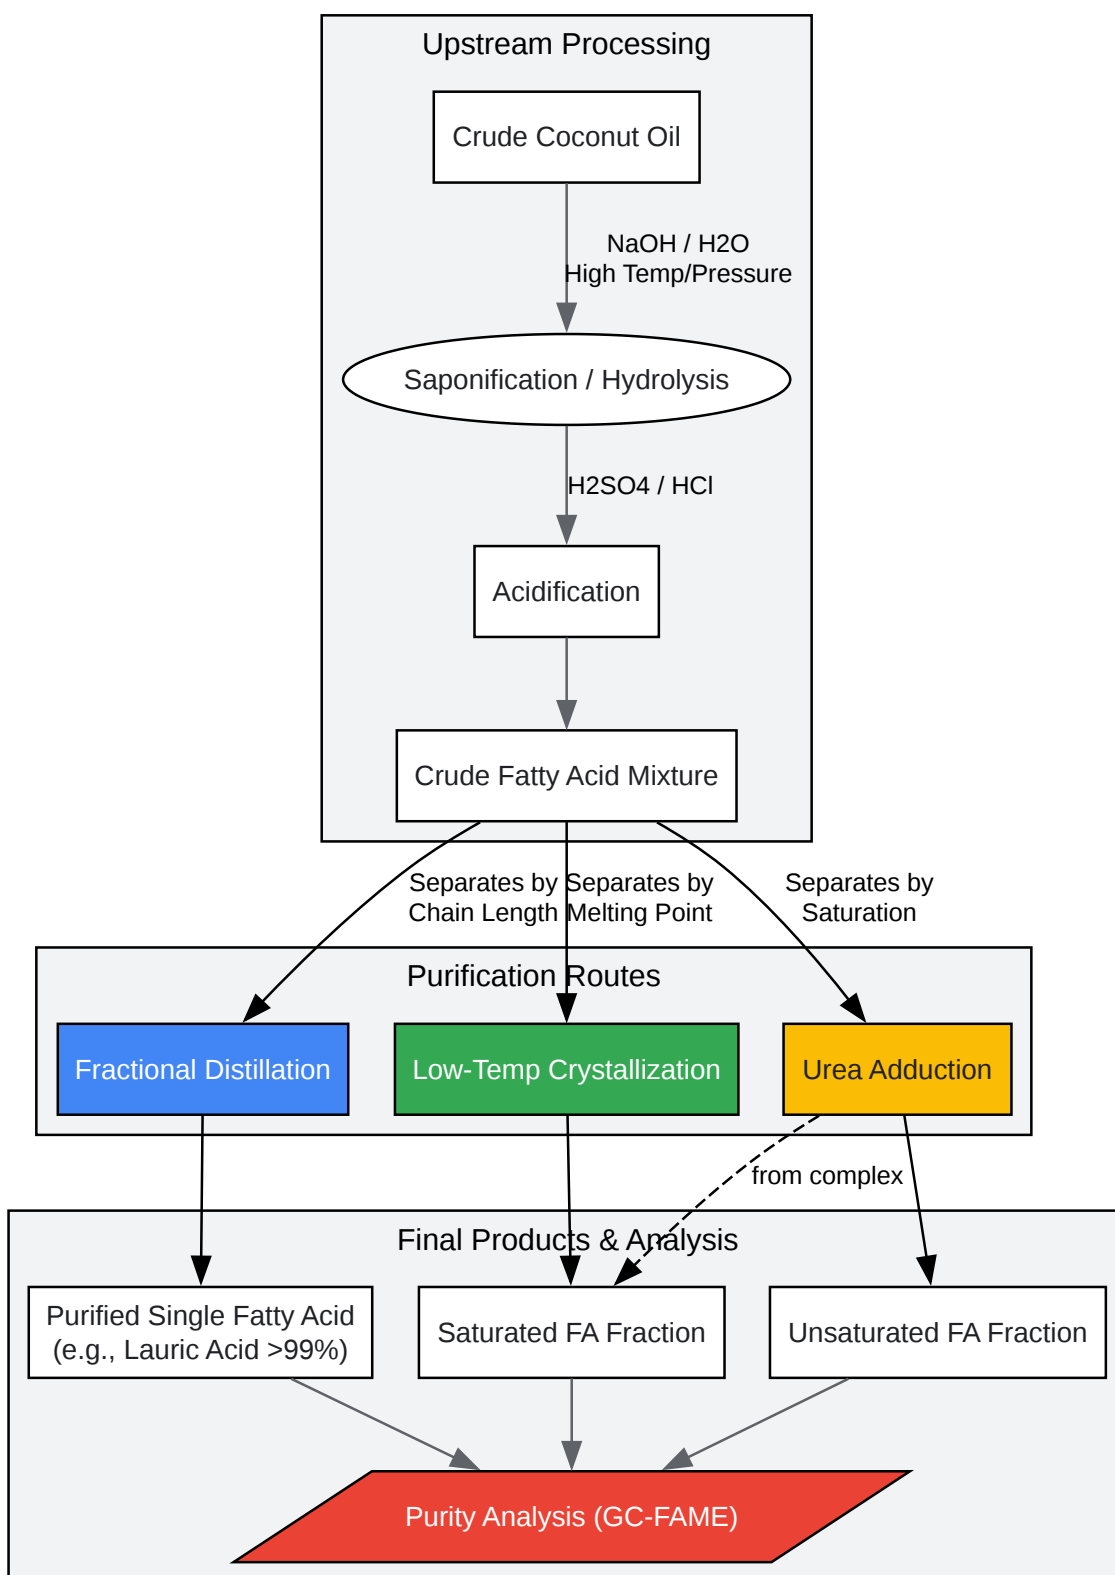 Upstream Processing
Crude Coconut Oil
NaOH / H2O
High Temp/Pressure
Saponification / Hydrolysis
H2SO4 / HCl
Acidification
Crude Fatty Acid Mixture
Separates by
Chain Length
Separates by
Melting Point
Separates by
Saturation
Purification Routes
Fractional Distillation
Low-Temp Crystallization
Urea Adduction
from complex
Final Products & Analysis
Purified Single Fatty Acid
(e.g., Lauric Acid >99%)
Saturated FA Fraction
Unsaturated FA Fraction
Purity Analysis (GC-FAME)